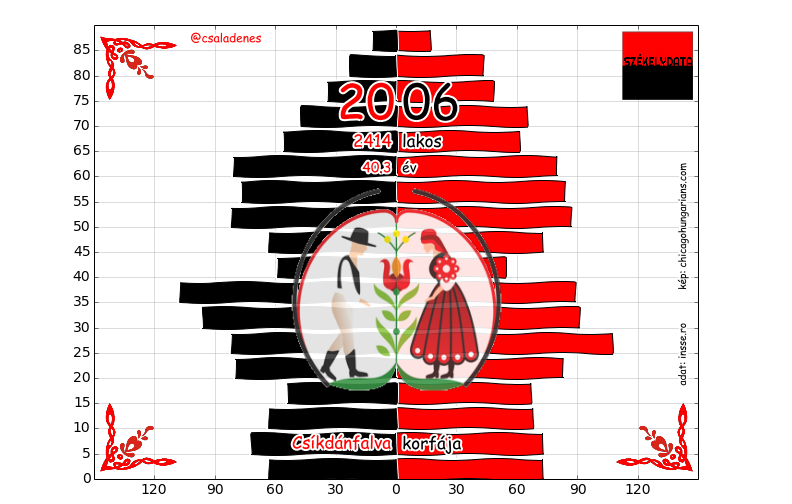 @csaladenes
SZÉKELYDATA
2006
2414 lakos
40.3 év
85
80
75
70
65
60
55
50
45
40
35
30
25
20
15
10
5
0
kép: chicagohungarians.com
adat: insse.ro
Csíkdánfalva korfája
120 90 60 30 0 30 60 90 120